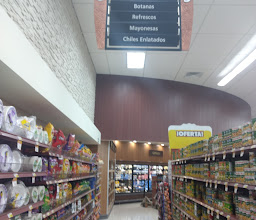 Botanas
Refrescos
Mayonesas
Chiles Enlatados
¡OFERTA!